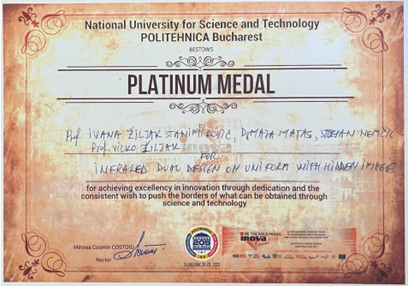 National University for Science and Technology
POLITEHNICA Bucharest
BESTOWS
PLATINUM MEDAL
TO
Prof IVANA ŽILJAK STANIMIROVIĆ, DOMAJA MATAS, STJEPAN NEMČIĆ
Prof. VILKO ŽILJAK
FOR
INFRARED DUAL DESIGN ON UNIFORM WITH HIDDEN IMAGE
for achieving excellence in innovation through dedication and the
consistent wish to push the borders of what can be obtained through
science and technology
Mihnea Cosmin COSTOIU
Rector
inova